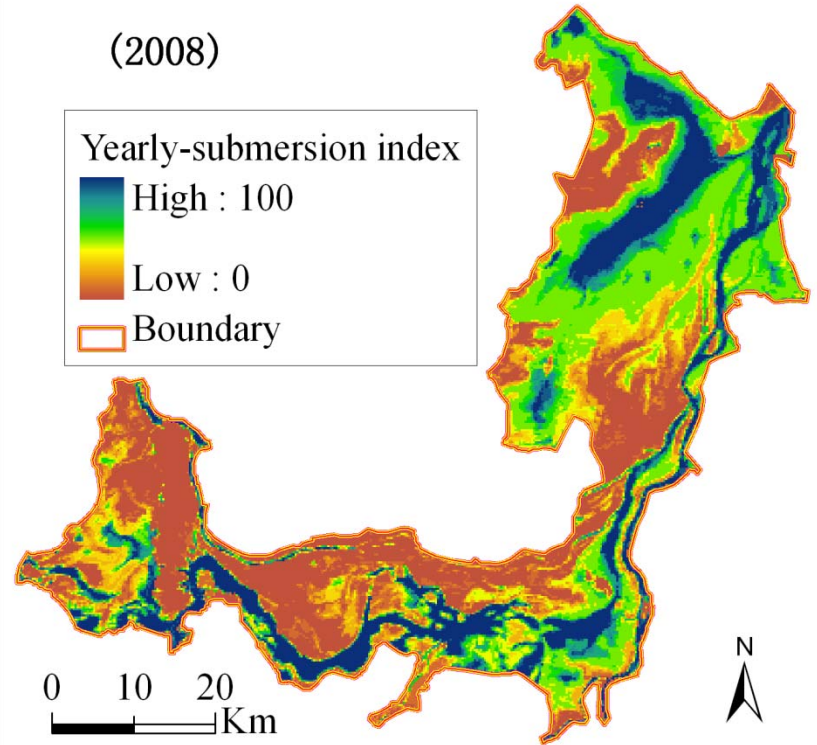 (2008)
Yearly-submersion index
High : 100
Low : 0
Boundary
N
0 10 20
Km